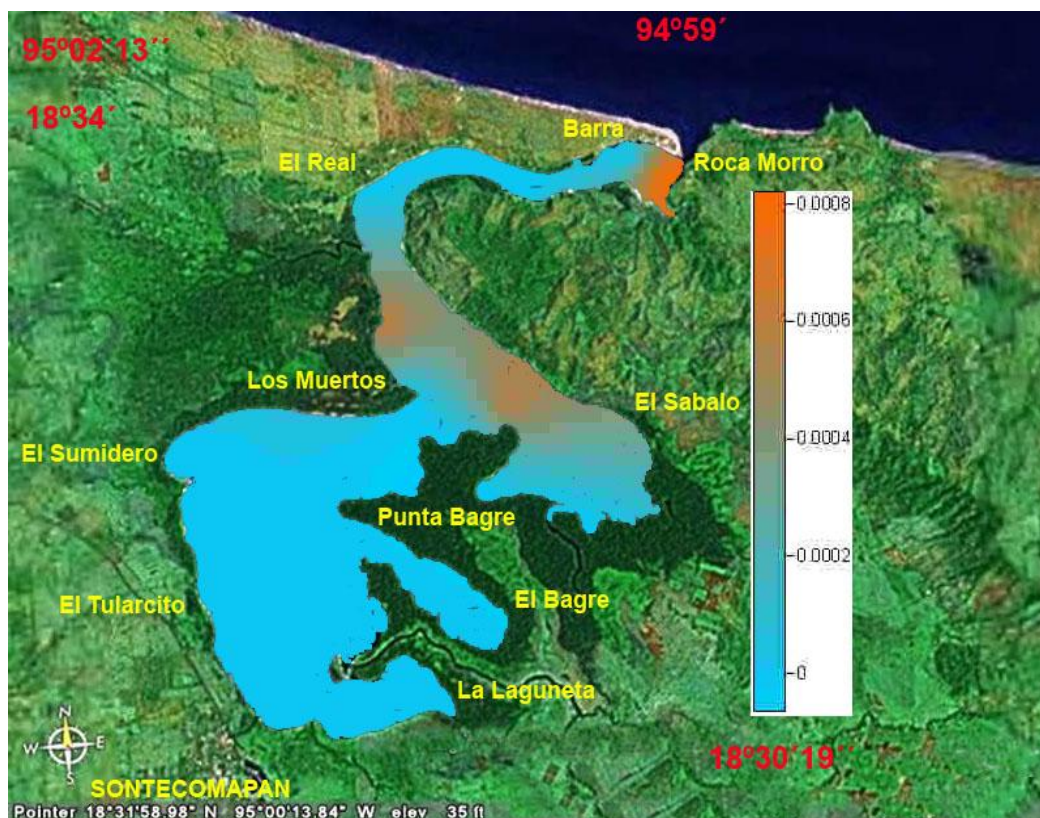 95º02´13´´
94º59´
18º34´
Barra
El Real
Roca Morro
0.0008
0.0006
Los Muertos
El Sabalo
0.0004
El Sumidero
Punta Bagre
0.0002
El Tularcito
El Bagre
0
La Laguneta
N
W E
S
18º30´19´´
SONTECOMAPAN
Pointer 18°31'58.98" N 95°00'13.84" W elev 35 ft